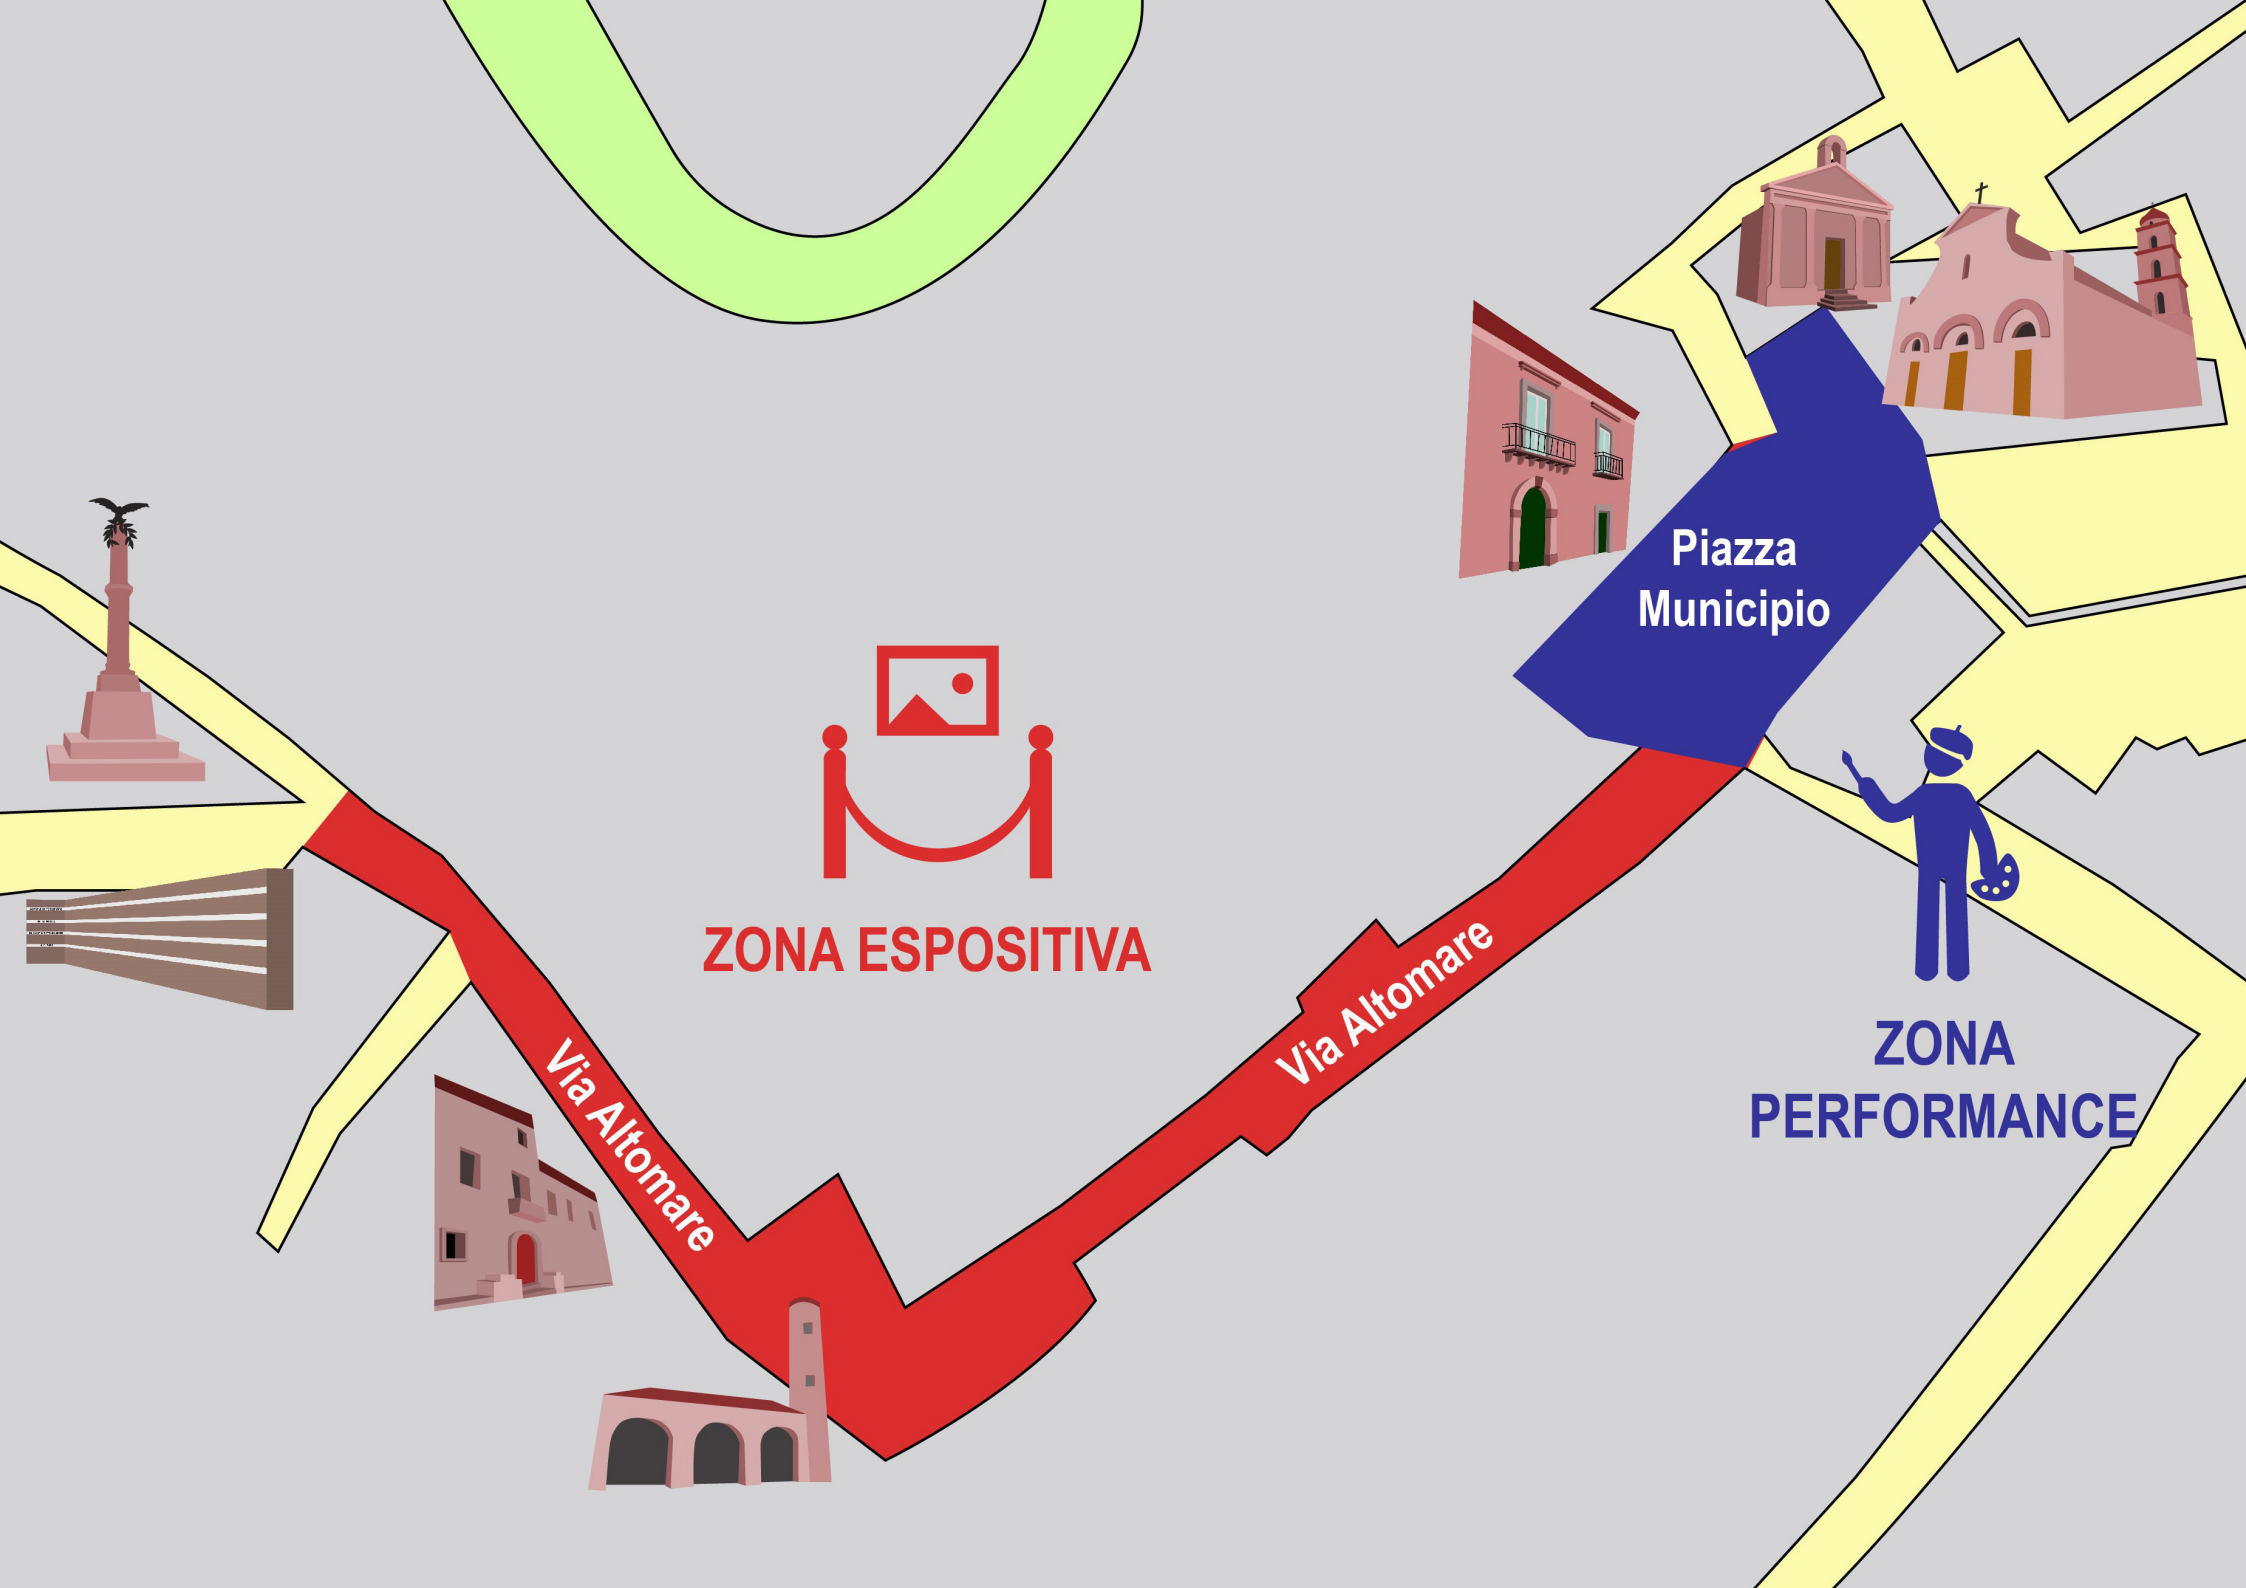 Piazza
Municipio
ZONA ESPOSITIVA
Via Altomare
Via Altomare
ZONA
PERFORMANCE